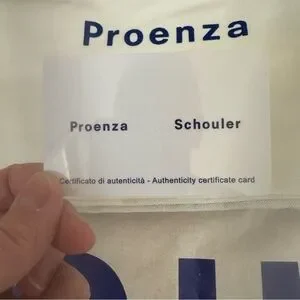 Proenza
Proenza Schouler
Certificato di autenticità - Authenticity certificate card